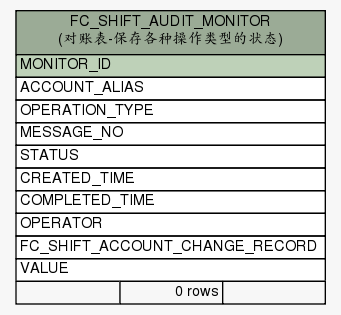 FC_SHIFT_AUDIT_MONITOR
(对账表-保存各种操作类型的状态)
MONITOR_ID
ACCOUNT_ALIAS
OPERATION_TYPE
MESSAGE_NO
STATUS
CREATED_TIME
COMPLETED_TIME
OPERATOR
FC_SHIFT_ACCOUNT_CHANGE_RECORD
VALUE
0 rows